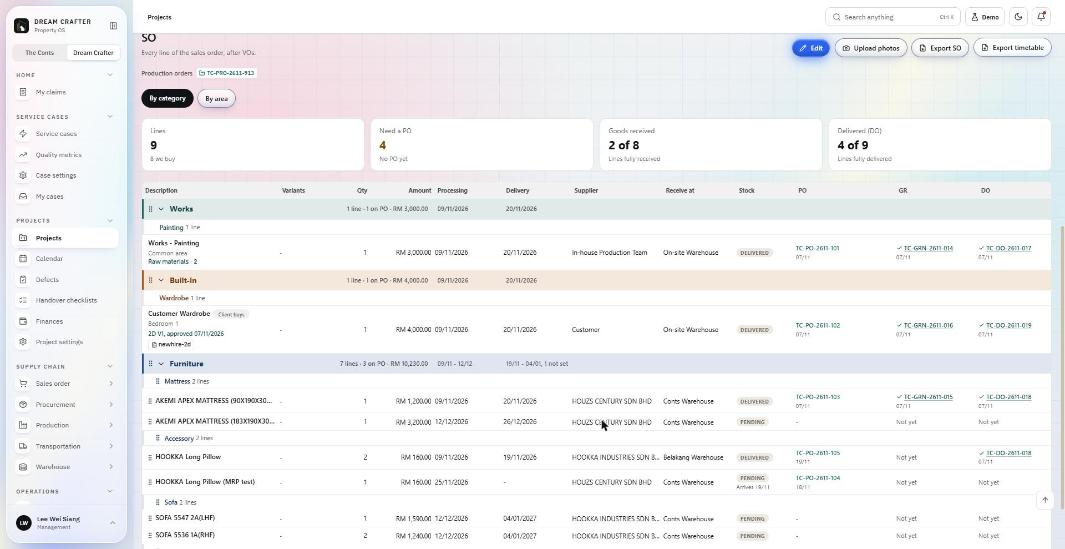 DREAM CRAFTER
Property OS
The Conts
Dream Crafter
HOME
My claims
SERVICE CASES
Service cases
Quality metrics
Case settings
My cases
PROJECTS
Projects
Calendar
Defects
Handover checklists
Finances
Project settings
SUPPLY CHAIN
Sales order
Procurement
Production
Transportation
Warehouse
OPERATIONS
LW
Lee Wei Siang
Management
Projects
Search anything
Ctrl K
Demo
SO
Every line of the sales order, after VOs.
Edit
Upload photos
Export SO
Export timetable
Production orders TC-PRO-2611-913
By category
By area
Lines
9
8 we buy
Need a PO
4
No PO yet
Goods received
2 of 8
Lines fully received
Delivered (DO)
4 of 9
Lines fully delivered
Description Variants Qty Amount Processing Delivery Supplier Receive at Stock PO GR DO
Works 1 line · 1 on PO · RM 3,000.00 09/11/2026 20/11/2026
Painting 1 line
Works - Painting
Common area
Raw materials · 2
- 1 RM 3,000.00 09/11/2026 20/11/2026 In-house Production Team On-site Warehouse DELIVERED TC-PO-2611-101 ✓ TC-GRN-2611-014 ✓ TC-DO-2611-017
07/11 07/11 07/11
Built-in 1 line · 1 on PO · RM 4,000.00 09/11/2026 20/11/2026
Wardrobe 1 line
Customer Wardrobe Client buys
Bedroom 1
2D V1, approved 07/11/2026
newhire-2d
- 1 RM 4,000.00 09/11/2026 20/11/2026 Customer On-site Warehouse DELIVERED TC-PO-2611-102 ✓ TC-GRN-2611-016 ✓ TC-DO-2611-019
07/11 07/11 07/11
Furniture 7 lines · 3 on PO · RM 10,230.00 09/11 - 12/12 19/11 - 04/01, 1 not set
Mattress 2 lines
AKEMI APEX MATTRESS (90X190X30... - 1 RM 1,200.00 09/11/2026 20/11/2026 HOUZS CENTURY SDN BHD Conts Warehouse DELIVERED TC-PO-2611-103 ✓ TC-GRN-2611-015 ✓ TC-DO-2611-018
07/11 07/11 07/11
AKEMI APEX MATTRESS (183X190X30... - 1 RM 3,200.00 12/12/2026 26/12/2026 HOUZS CENTURY SDN BHD Conts Warehouse PENDING - Not yet Not yet
Accessory 2 lines
HOOKKA Long Pillow - 2 RM 160.00 09/11/2026 19/11/2026 HOOKKA INDUSTRIES SDN B... Belakang Warehouse DELIVERED TC-PO-2611-105 Not yet ✓ TC-DO-2611-018
19/11 07/11
HOOKKA Long Pillow (MRP test) - 1 RM 160.00 25/11/2026 - HOUZS CENTURY SDN BHD Conts Warehouse PENDING TC-PO-2611-104 Not yet Not yet
Arrives 19/11 18/11
Sofa 2 lines
SOFA 5547 2A(LHF) - 1 RM 1,590.00 12/12/2026 04/01/2027 HOOKKA INDUSTRIES SDN B... Conts Warehouse PENDING - Not yet Not yet
SOFA 5536 1A(RHF) - 2 RM 1,240.00 12/12/2026 04/01/2027 HOOKKA INDUSTRIES SDN B... Conts Warehouse PENDING - Not yet Not yet